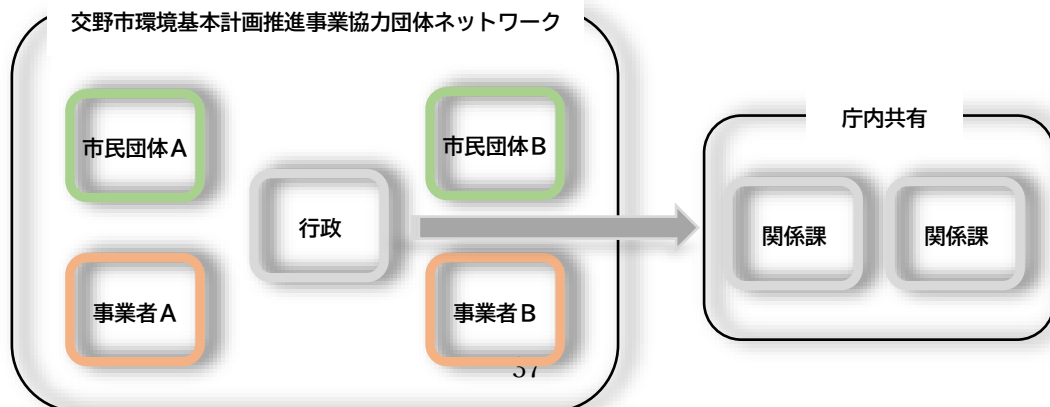 交野市環境基本計画推進事業協力団体ネットワーク
市民団体A
市民団体B
行政
事業者A
事業者B
庁内共有
関係課
関係課
37